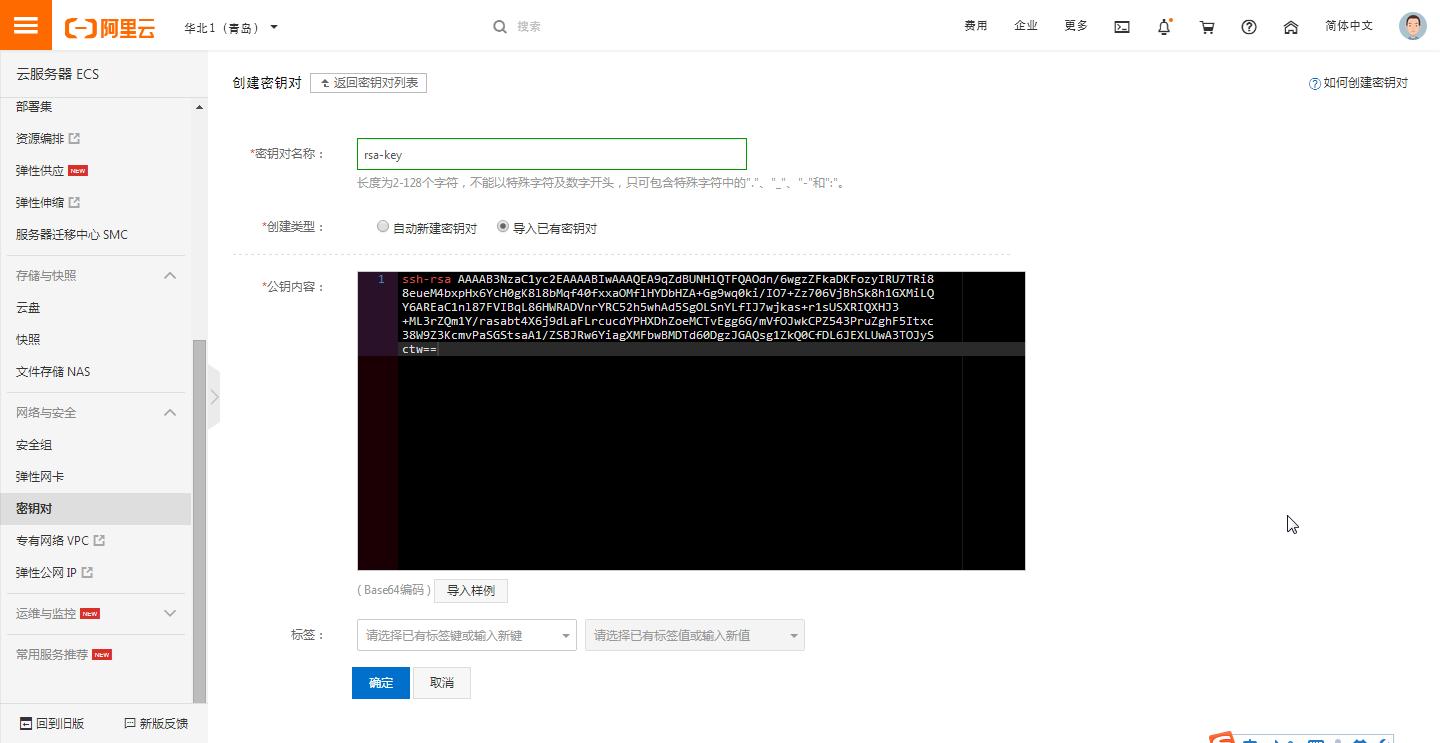 阿里云
华北1（青岛）
搜索
费用
企业
更多
简体中文
云服务器 ECS
部署集
资源编排
弹性供应 NEW
弹性伸缩
服务器迁移中心 SMC
存储与快照
云盘
快照
文件存储 NAS
网络与安全
安全组
弹性网卡
密钥对
专有网络 VPC
弹性公网 IP
运维与监控 NEW
常用服务推荐 NEW
回到旧版
新版反馈
创建密钥对
返回密钥对列表
如何创建密钥对
*密钥对名称：
rsa-key
长度为2-128个字符，不能以特殊字符及数字开头，只可包含特殊字符中的"."、"_"、"-"和":"。
*创建类型：
自动新建密钥对
导入已有密钥对
*公钥内容：
1
ssh-rsa AAAAB3NzaC1yc2EAAAABIwAAAQEA9qZdBUNHlQTFQAOdn/6wgzZFkaDKFozyIRU7TRi8
8eueM4bxpHx6YcH0gK8l8bMqf40fxxaOMflHYDbHZA+Gg9wq0ki/IO7+Zz706VjBhSk8h1GXMiLQ
Y6AREaC1nl87FVIBqL86HWRADVnrYRC52h5whAd5SgOLSnYLfIJ7wjkas+r1sUSXRIQXHJ3
+ML3rZQm1Y/rasabt4X6j9dLaFLrcucdYPHXDhZoeMCTvEgg6G/mVfOJwkCPZ543PruZghF5Itxc
38W9Z3KcmvPaSGStsaA1/ZSBJRw6YiagXMFbwBMDTd60DgzJGAQsg1ZkQ0CfDL6JEXLUwA3TOJyS
ctw==
( Base64编码 )
导入样例
标签：
请选择已有标签键或输入新键
请选择已有标签值或输入新值
确定
取消